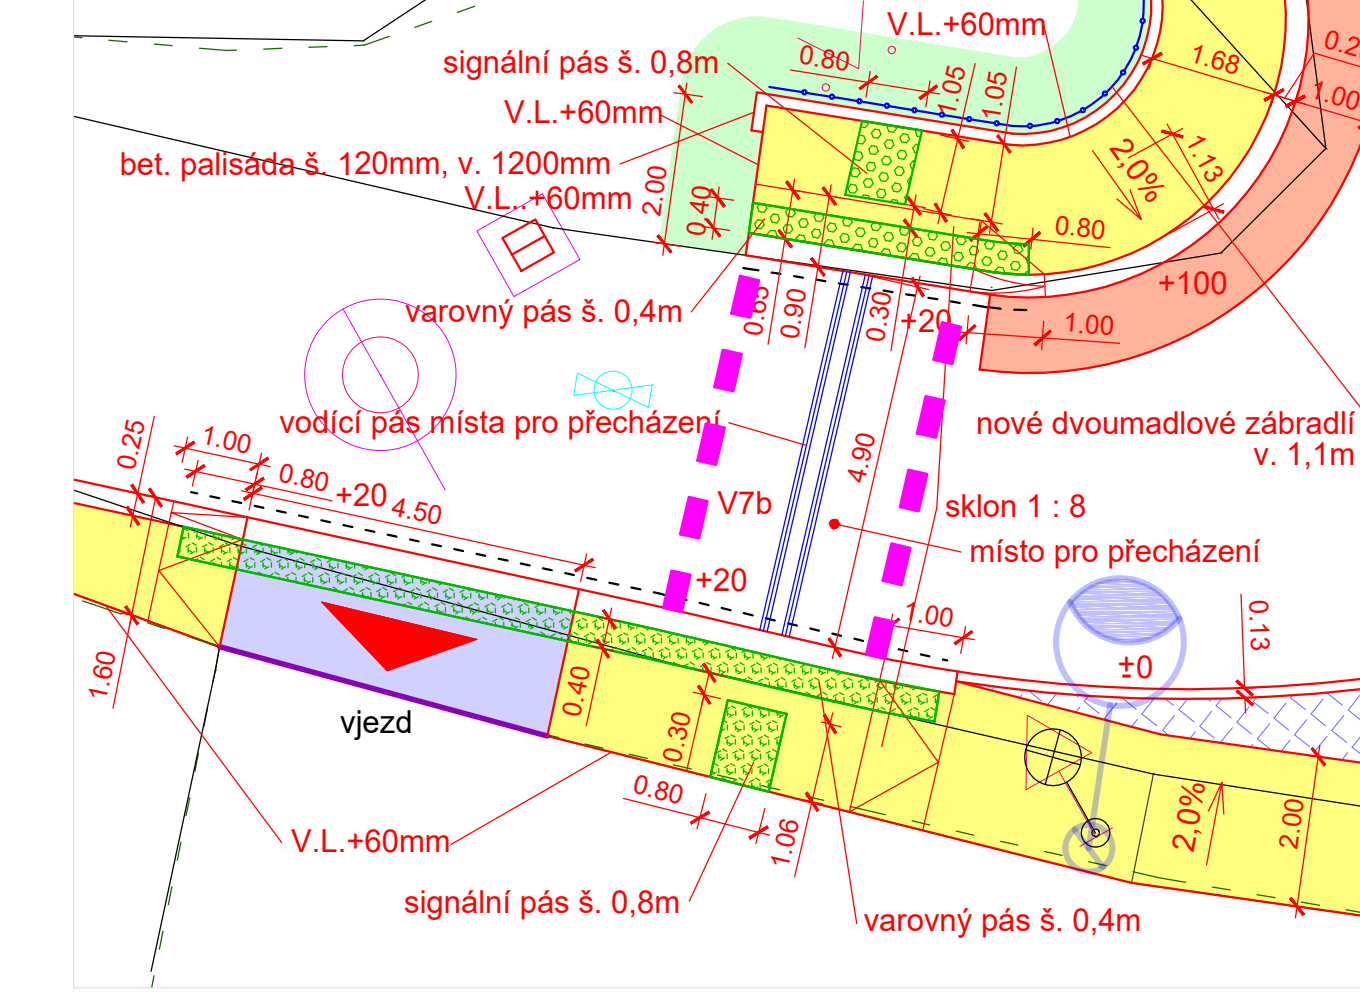 V.L.+60mm
0.80
signální pás š. 0,8m
1.05
1.05
1.68
1.00
V.L.+60mm
bet. palisáda š. 120mm, v. 1200mm
V.L..+60mm
2.00
0.40
2,0%
1.13
0.80
+100
varovný pás š. 0,4m
0.65
0.90
0.30
+20
1.00
vodící pás místa pro přecházení
nové dvoumadlové zábradlí
v. 1,1m
0.25
1.00
0.80
+20
4.50
4.90
V7b
sklon 1 : 8
místo pro přecházení
+20
1.00
0.13
±0
1.60
0.40
vjezd
0.30
0.80
1.06
2,0%
2.00
V.L.+60mm
signální pás š. 0,8m
varovný pás š. 0,4m